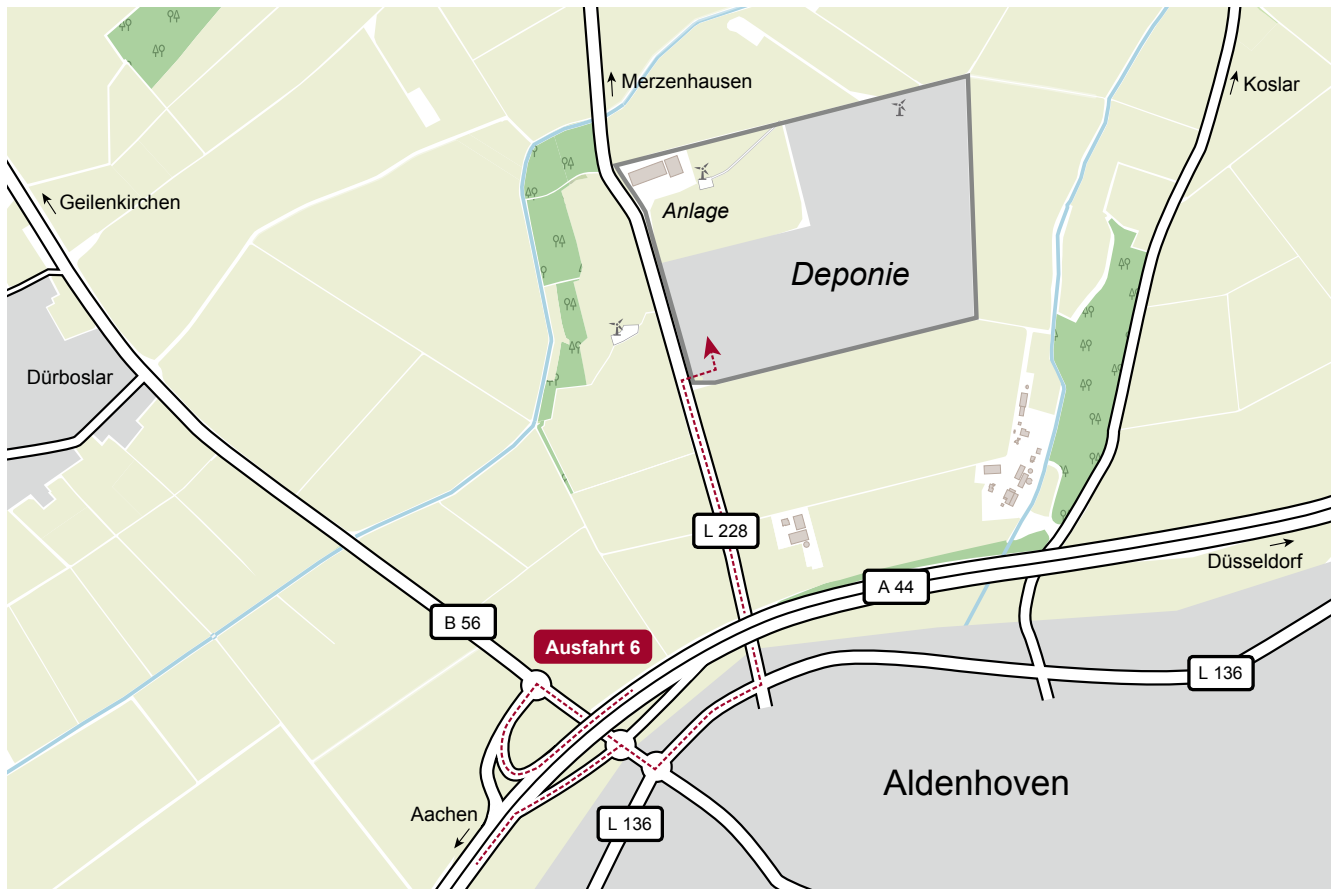 Merzenhausen
Koslar
Geilenkirchen
Anlage
Deponie
Dürboslar
L 228
Düsseldorf
A 44
B 56
Ausfahrt 6
L 136
Aldenhoven
Aachen
L 136